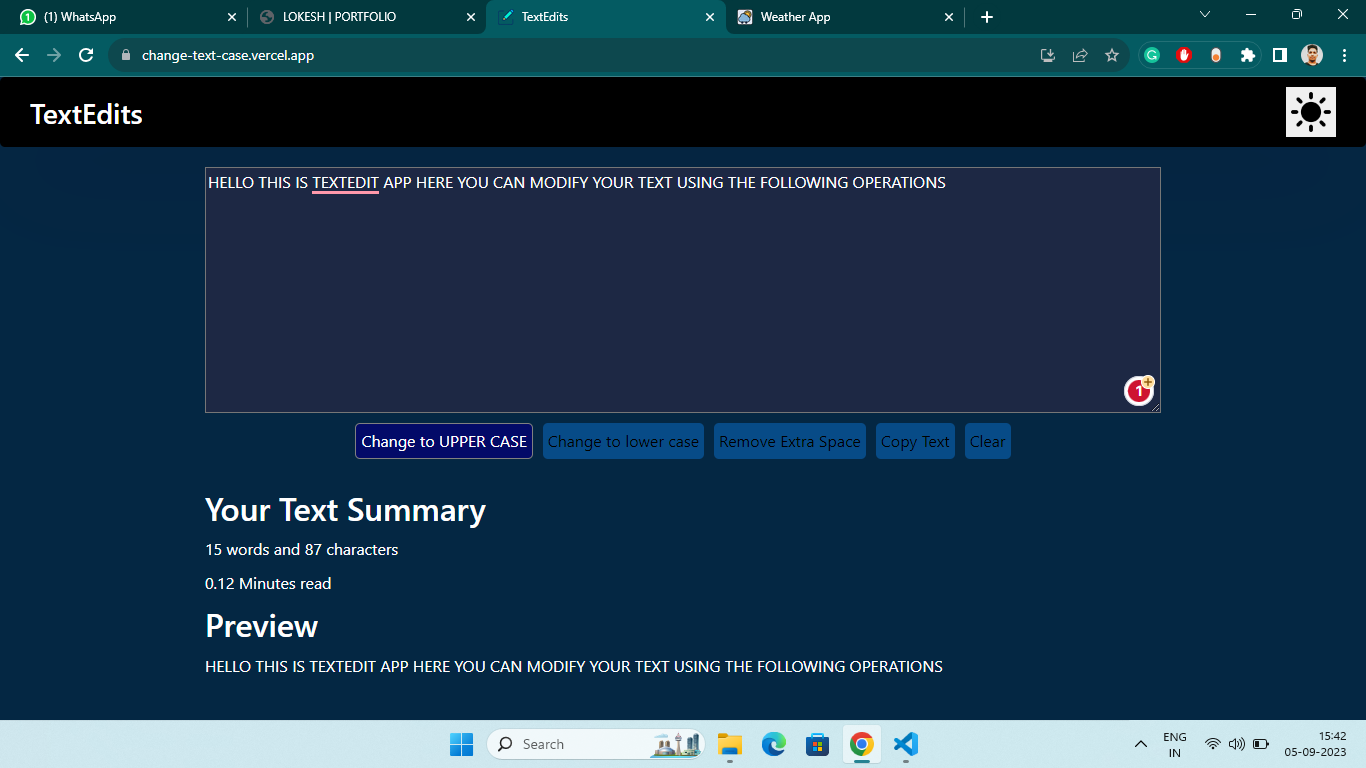 (1) WhatsApp
LOKESH | PORTFOLIO
TextEdits
Weather App
change-text-case.vercel.app
TextEdits
HELLO THIS IS TEXTEDIT APP HERE YOU CAN MODIFY YOUR TEXT USING THE FOLLOWING OPERATIONS
1
Change to UPPER CASE
Change to lower case
Remove Extra Space
Copy Text
Clear
Your Text Summary
15 words and 87 characters
0.12 Minutes read
Preview
HELLO THIS IS TEXTEDIT APP HERE YOU CAN MODIFY YOUR TEXT USING THE FOLLOWING OPERATIONS
Search
ENG
IN
15:42
05-09-2023